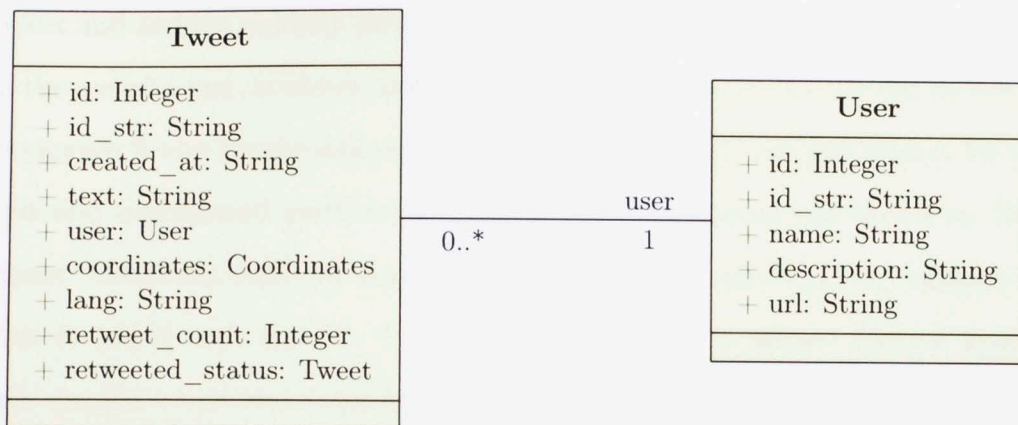 Tweet
+ id: Integer
+ id_str: String
+ created_at: String
+ text: String
+ user: User
+ coordinates: Coordinates
+ lang: String
+ retweet_count: Integer
+ retweeted_status: Tweet
0..*
user
1
User
+ id: Integer
+ id_str: String
+ name: String
+ description: String
+ url: String